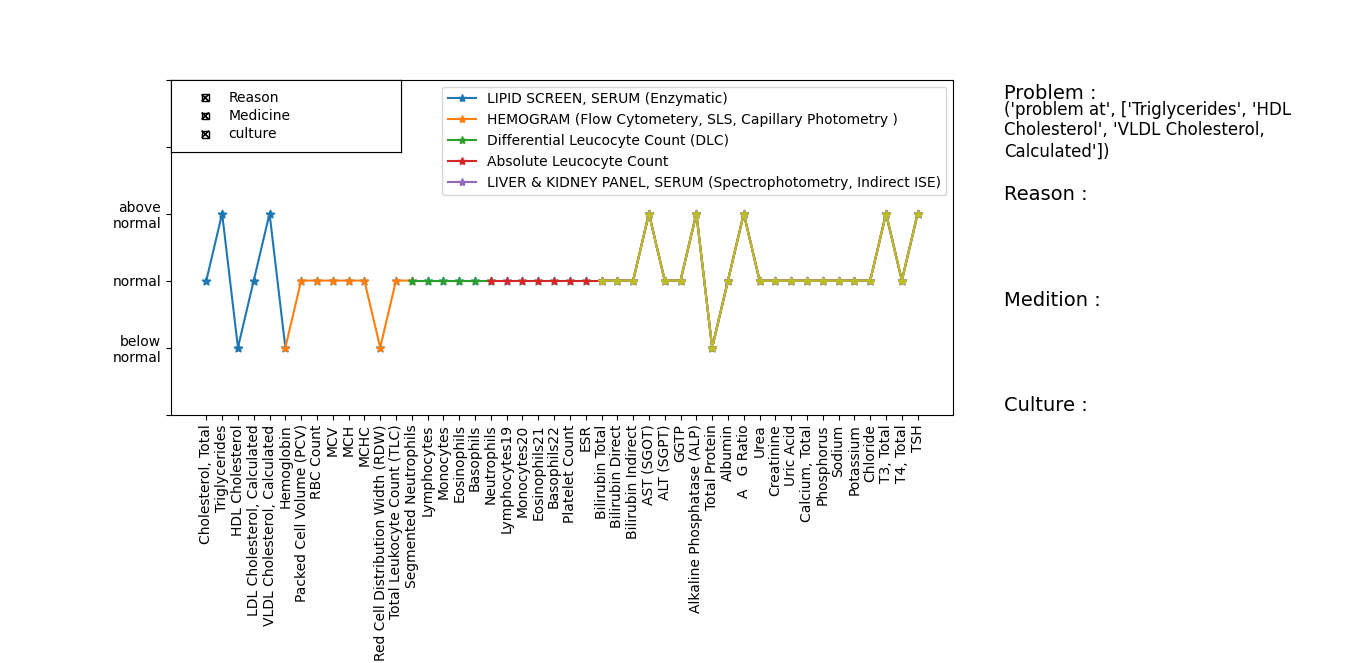 Reason
Medicine
culture
LIPID SCREEN, SERUM (Enzymatic)
HEMOGRAM (Flow Cytometery, SLS, Capillary Photometry )
Differential Leucocyte Count (DLC)
Absolute Leucocyte Count
LIVER & KIDNEY PANEL, SERUM (Spectrophotometry, Indirect ISE)
above
normal
normal
below
normal
Cholesterol, Total
Triglycerides
HDL Cholesterol
LDL Cholesterol, Calculated
VLDL Cholesterol, Calculated
Hemoglobin
Packed Cell Volume (PCV)
RBC Count
MCV
MCH
MCHC
Red Cell Distribution Width (RDW)
Total Leukocyte Count (TLC)
Segmented Neutrophils
Lymphocytes
Monocytes
Eosinophils
Basophils
Neutrophils
Lymphocytes19
Monocytes20
Eosinophils21
Basophils22
Platelet Count
ESR
Bilirubin Total
Bilirubin Direct
Bilirubin Indirect
AST (SGOT)
ALT (SGPT)
GGTP
Alkaline Phosphatase (ALP)
Total Protein
Albumin
A G Ratio
Urea
Creatinine
Uric Acid
Calcium, Total
Phosphorus
Sodium
Potassium
Chloride
T3, Total
T4, Total
TSH
Problem :
('problem at', ['Triglycerides', 'HDL
Cholesterol', 'VLDL Cholesterol,
Calculated'])
Reason :
Medition :
Culture :